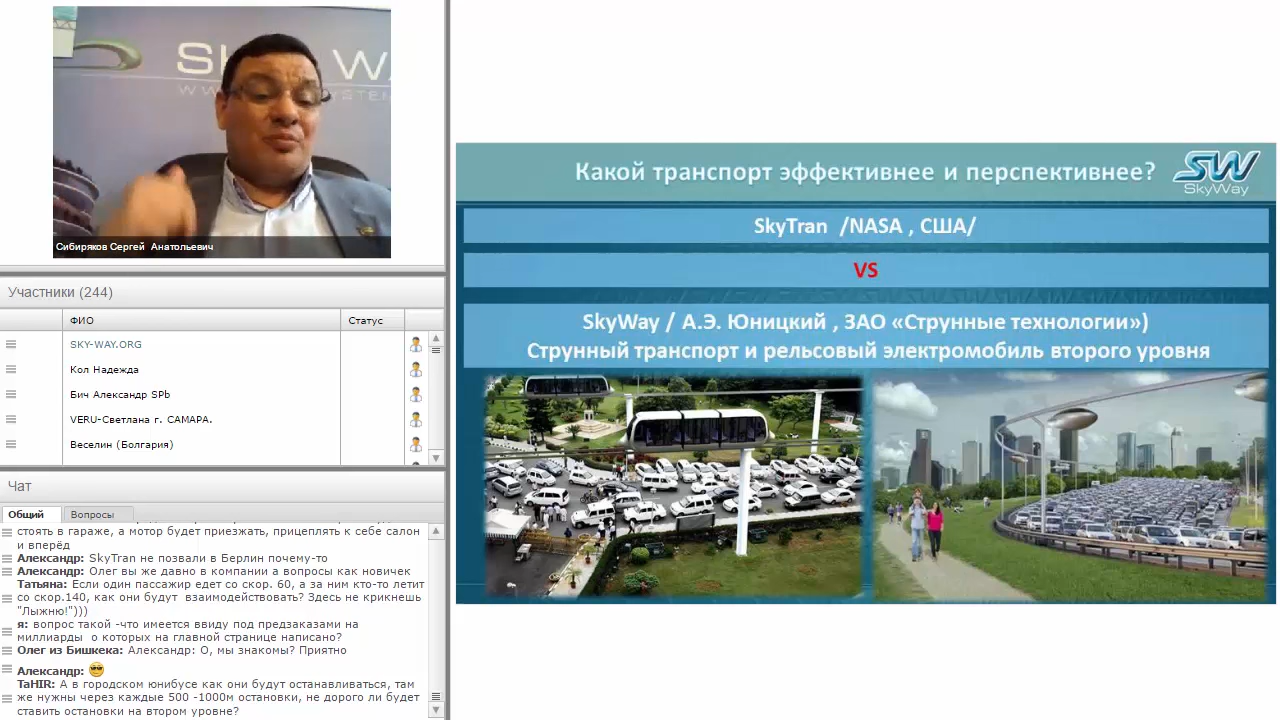 SKY WA
Сибиряков Сергей Анатольевич
Участники (244)
ФИО
Статус
SKY-WAY.ORG
Кол Надежда
Бич Александр SPb
VERU-Светлана г. САМАРА.
Веселин (Болгария)
Чат
Общий
Вопросы
стоять в гараже, а мотор будет приезжать, прицеплять к себе салон
и вперёд
Александр: SkyTran не позвали в Берлин почему-то
Александр: Олег вы же давно в компании а вопросы как новичек
Татьяна: Если один пассажир едет со скор. 60, а за ним кто-то летит
со скор.140, как они будут взаимодействовать? Здесь не крикнешь
"Лыжню!")))
я: вопрос такой -что имеется ввиду под предзаказами на
миллиарды о которых на главной странице написано?
Олег из Бишкека: Александр: О, мы знакомы? Приятно
Александр:
TaHIR: А в городском юнибусе как они будут останавливаться, там
же нужны через каждые 500 -1000м остановки, не дорого ли будет
ставить остановки на втором уровне?
Какой транспорт эффективнее и перспективнее?
SW
SkyWay
SkyTran /NASA , США/
VS
SkyWay / А.Э. Юницкий , ЗАО «Струнные технологии»)
Струнный транспорт и рельсовый электромобиль второго уровня